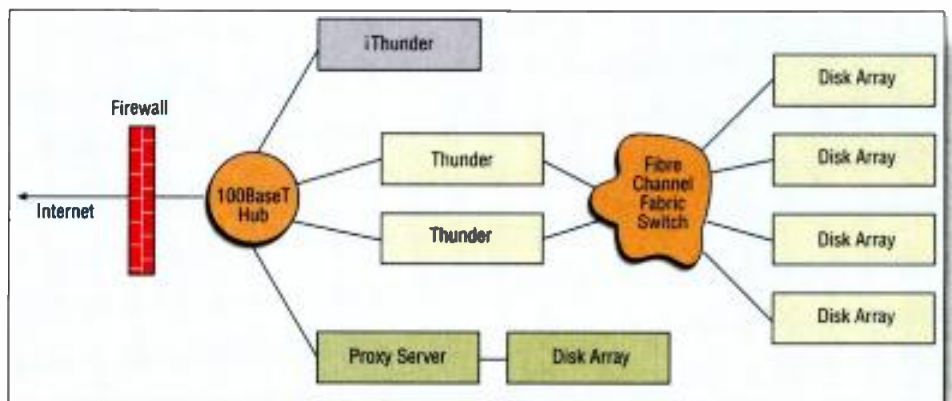 iThunder
Firewall
Internet
100BaseT
Hub
Thunder
Thunder
Proxy Server
Disk Array
Fibre
Channel
Fabric
Switch
Disk Array
Disk Array
Disk Array
Disk Array